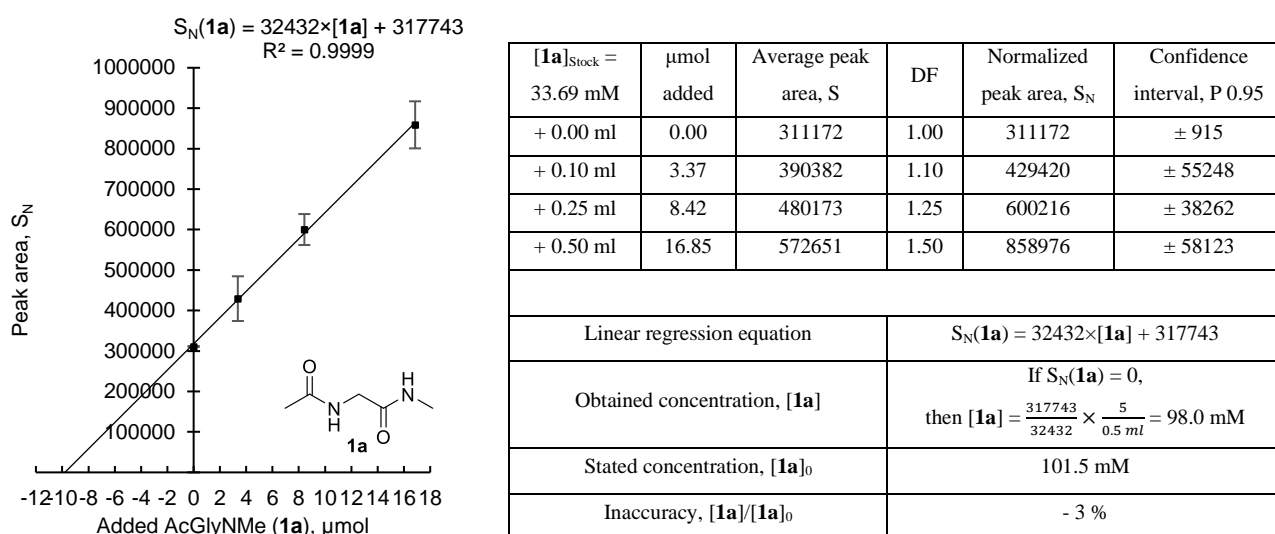 S_N(1a) = 32432×[1a] + 317743
R² = 0.9999
Peak area, S_N
1000000
900000
800000
700000
600000
500000
400000
300000
200000
100000
-12-10 -8 -6 -4 -2 0 2 4 6 8 10 12 14 16 18
Added AcGlyNMe (1a), µmol
O
H
N
N
H
O
1a
[1a]Stock = 33.69 mM | µmol added | Average peak area, S | DF | Normalized peak area, S_N | Confidence interval, P 0.95
+ 0.00 ml | 0.00 | 311172 | 1.00 | 311172 | ± 915
+ 0.10 ml | 3.37 | 390382 | 1.10 | 429420 | ± 55248
+ 0.25 ml | 8.42 | 480173 | 1.25 | 600216 | ± 38262
+ 0.50 ml | 16.85 | 572651 | 1.50 | 858976 | ± 58123
Linear regression equation | S_N(1a) = 32432×[1a] + 317743
Obtained concentration, [1a] | If S_N(1a) = 0,
then [1a] = 317743/32432 × 5/0.5 ml = 98.0 mM
Stated concentration, [1a]₀ | 101.5 mM
Inaccuracy, [1a]/[1a]₀ | - 3 %